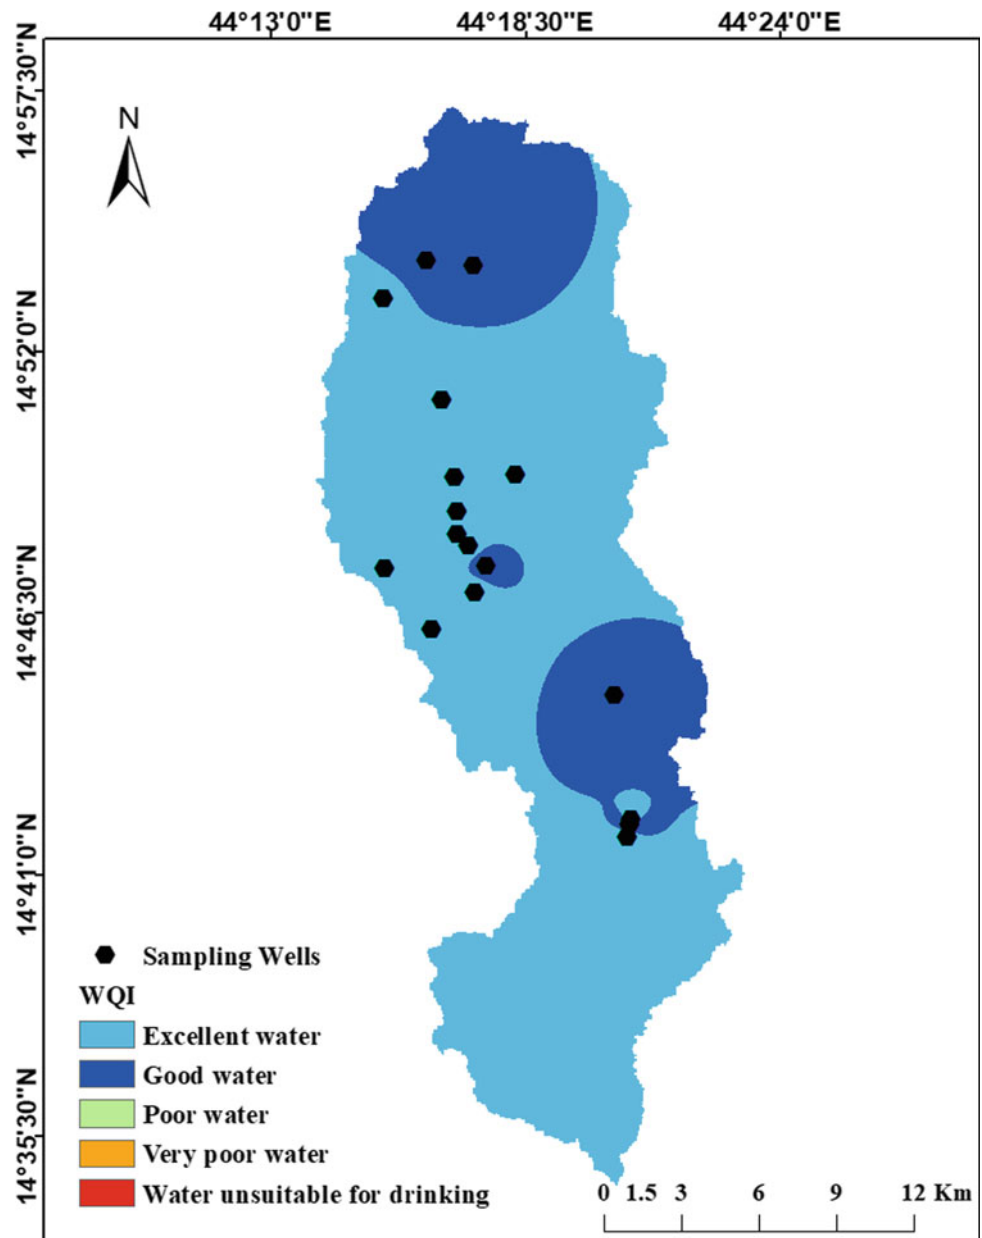 44°13'0"E 44°18'30"E 44°24'0"E
14°57'30"N
N
14°52'0"N
14°46'30"N
14°41'0"N
14°35'30"N
Sampling Wells
WQI
Excellent water
Good water
Poor water
Very poor water
Water unsuitable for drinking
0 1.5 3 6 9 12 Km